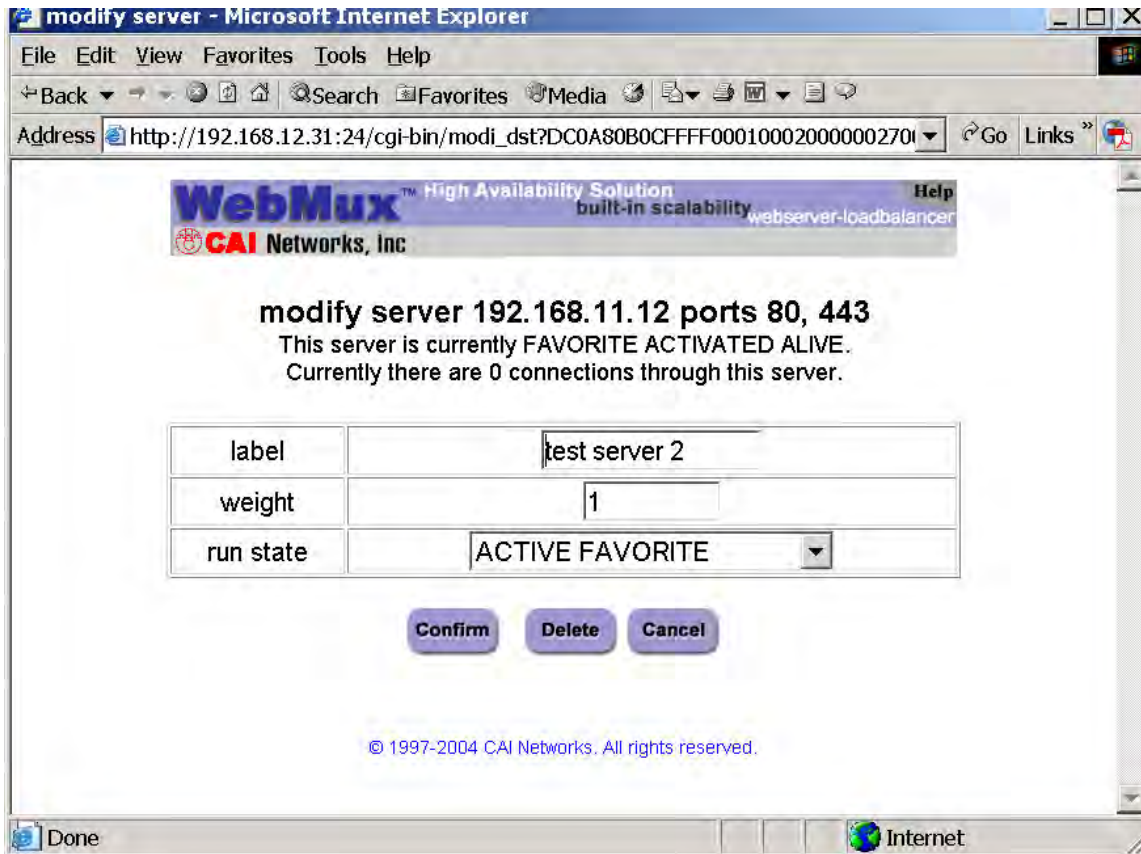 modify server - Microsoft Internet Explorer
File Edit View Favorites Tools Help
Back Search Favorites Media
Address http://192.168.12.31:24/cgi-bin/modi_dst?DC0A80B0CFFFF000100020000000270 Go Links »
WebMux™ High Availability Solution Help
built-in scalability webserver-loadbalancer
CAI Networks, Inc
modify server 192.168.11.12 ports 80, 443
This server is currently FAVORITE ACTIVATED ALIVE.
Currently there are 0 connections through this server.
label test server 2
weight 1
run state ACTIVE FAVORITE
Confirm Delete Cancel
© 1997-2004 CAI Networks. All rights reserved.
Done Internet